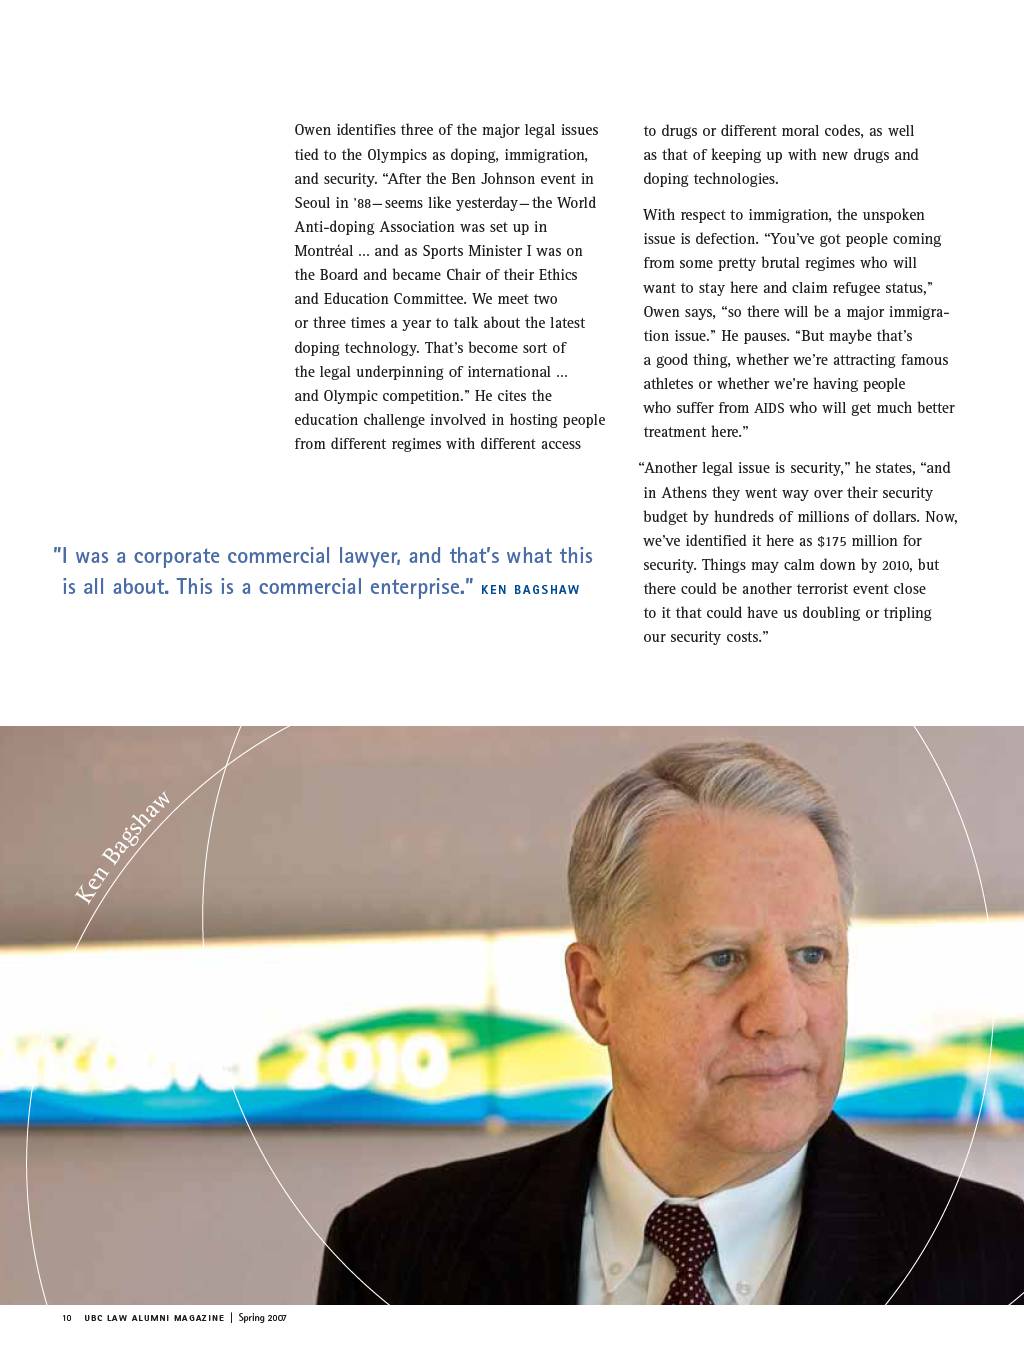 Owen identifies three of the major legal issues
tied to the Olympics as doping, immigration,
and security. “After the Ben Johnson event in
Seoul in ’88—seems like yesterday—the World
Anti-doping Association was set up in
Montréal ... and as Sports Minister I was on
the Board and became Chair of their Ethics
and Education Committee. We meet two
or three times a year to talk about the latest
doping technology. That’s become sort of
the legal underpinning of international ...
and Olympic competition.” He cites the
education challenge involved in hosting people
from different regimes with different access
to drugs or different moral codes, as well
as that of keeping up with new drugs and
doping technologies.
With respect to immigration, the unspoken
issue is defection. “You’ve got people coming
from some pretty brutal regimes who will
want to stay here and claim refugee status,”
Owen says, “so there will be a major immigra-
tion issue.” He pauses. “But maybe that’s
a good thing, whether we’re attracting famous
athletes or whether we’re having people
who suffer from AIDS who will get much better
treatment here.”
“Another legal issue is security,” he states, “and
in Athens they went way over their security
budget by hundreds of millions of dollars. Now,
we’ve identified it here as $175 million for
security. Things may calm down by 2010, but
there could be another terrorist event close
to it that could have us doubling or tripling
our security costs.”
”I was a corporate commercial lawyer, and that’s what this
is all about. This is a commercial enterprise.” KEN BAGSHAW
Ken Bagshaw
ncouver 2010
10 UBC LAW ALUMNI MAGAZINE | Spring 2007